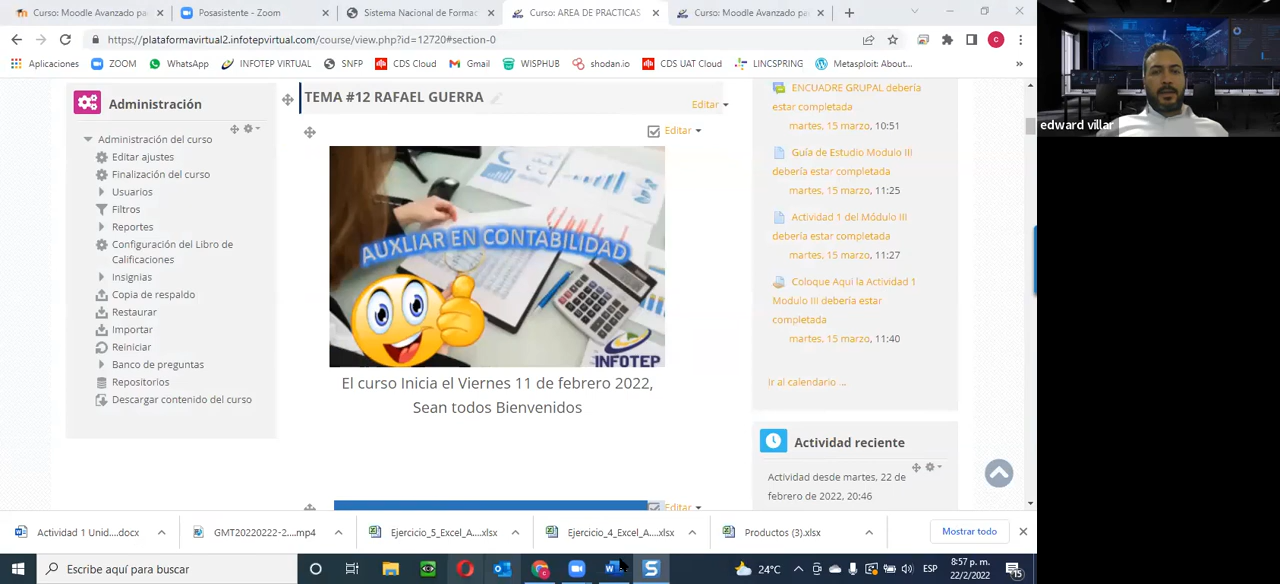 Curso: Moodle Avanzado pa
Posasistente - Zoom
Sistema Nacional de Formac
Curso: AREA DE PRACTICAS
Curso: Moodle Avanzado pa
https://plataformavirtual2.infotepvirtual.com/course/view.php?id=12720#section-0
Aplicaciones
ZOOM
WhatsApp
INFOTEP VIRTUAL
SNFP
CDS Cloud
Gmail
WISPHUB
shodan.io
CDS UAT Cloud
LINCSPRING
Metasploit: About...
»
Administración
Administración del curso
Editar ajustes
Finalización del curso
Usuarios
Filtros
Reportes
Configuración del Libro de
Calificaciones
Insignias
Copia de respaldo
Restaurar
Importar
Reiniciar
Banco de preguntas
Repositorios
Descargar contenido del curso
TEMA #12 RAFAEL GUERRA
Editar
Editar
AUXLIAR EN CONTABILIDAD
INFOTEP
El curso Inicia el Viernes 11 de febrero 2022,
Sean todos Bienvenidos
Editar
ENCUADRE GRUPAL debería
estar completada
martes, 15 marzo, 10:51
Guía de Estudio Modulo III
debería estar completada
martes, 15 marzo, 11:25
Actividad 1 del Módulo III
debería estar completada
martes, 15 marzo, 11:27
Coloque Aquí la Actividad 1
Modulo III debería estar
completada
martes, 15 marzo, 11:40
Ir al calendario ...
Actividad reciente
Actividad desde martes, 22 de
febrero de 2022, 20:46
edward villar
Actividad 1 Unid....docx
GMT20220222-2....mp4
Ejercicio_5_Excel_A....xlsx
Ejercicio_4_Excel_A....xlsx
Productos (3).xlsx
Mostrar todo
Escribe aquí para buscar
24°C
ESP
8:57 p. m.
22/2/2022
15